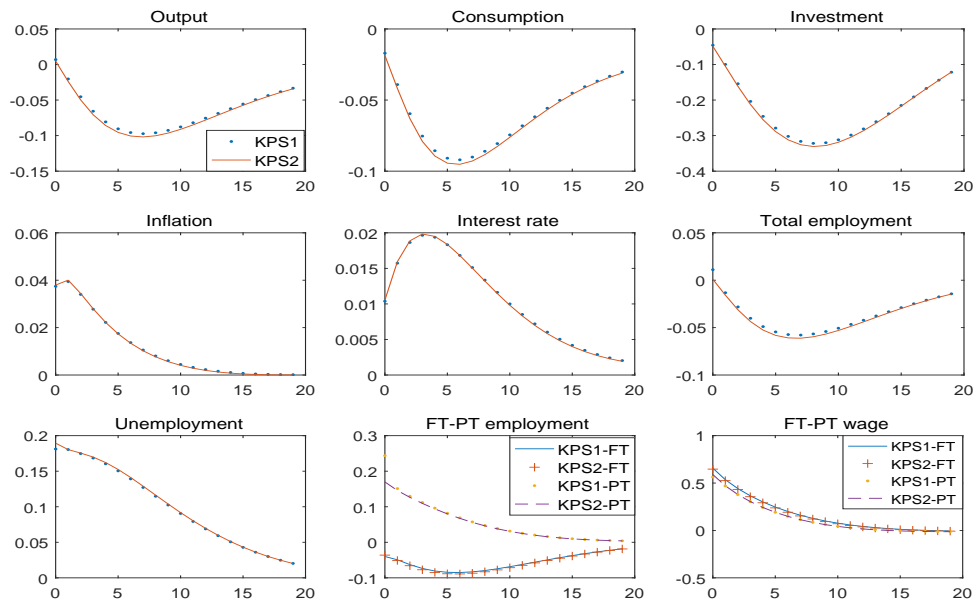 Output
0.05
0
-0.05
-0.1
-0.15
0 5 10 15 20
KPS1
KPS2
Consumption
0
-0.05
-0.1
0 5 10 15 20
Investment
0
-0.1
-0.2
-0.3
-0.4
0 5 10 15 20
Inflation
0.06
0.04
0.02
0
0 5 10 15 20
Interest rate
0.02
0.015
0.01
0.005
0
0 5 10 15 20
Total employment
0.05
0
-0.05
-0.1
0 5 10 15 20
Unemployment
0.2
0.15
0.1
0.05
0
0 5 10 15 20
FT-PT employment
0.3
0.2
0.1
0
-0.1
0 5 10 15 20
KPS1-FT
KPS2-FT
KPS1-PT
KPS2-PT
FT-PT wage
1
0.5
0
-0.5
0 5 10 15 20
KPS1-FT
KPS2-FT
KPS1-PT
KPS2-PT